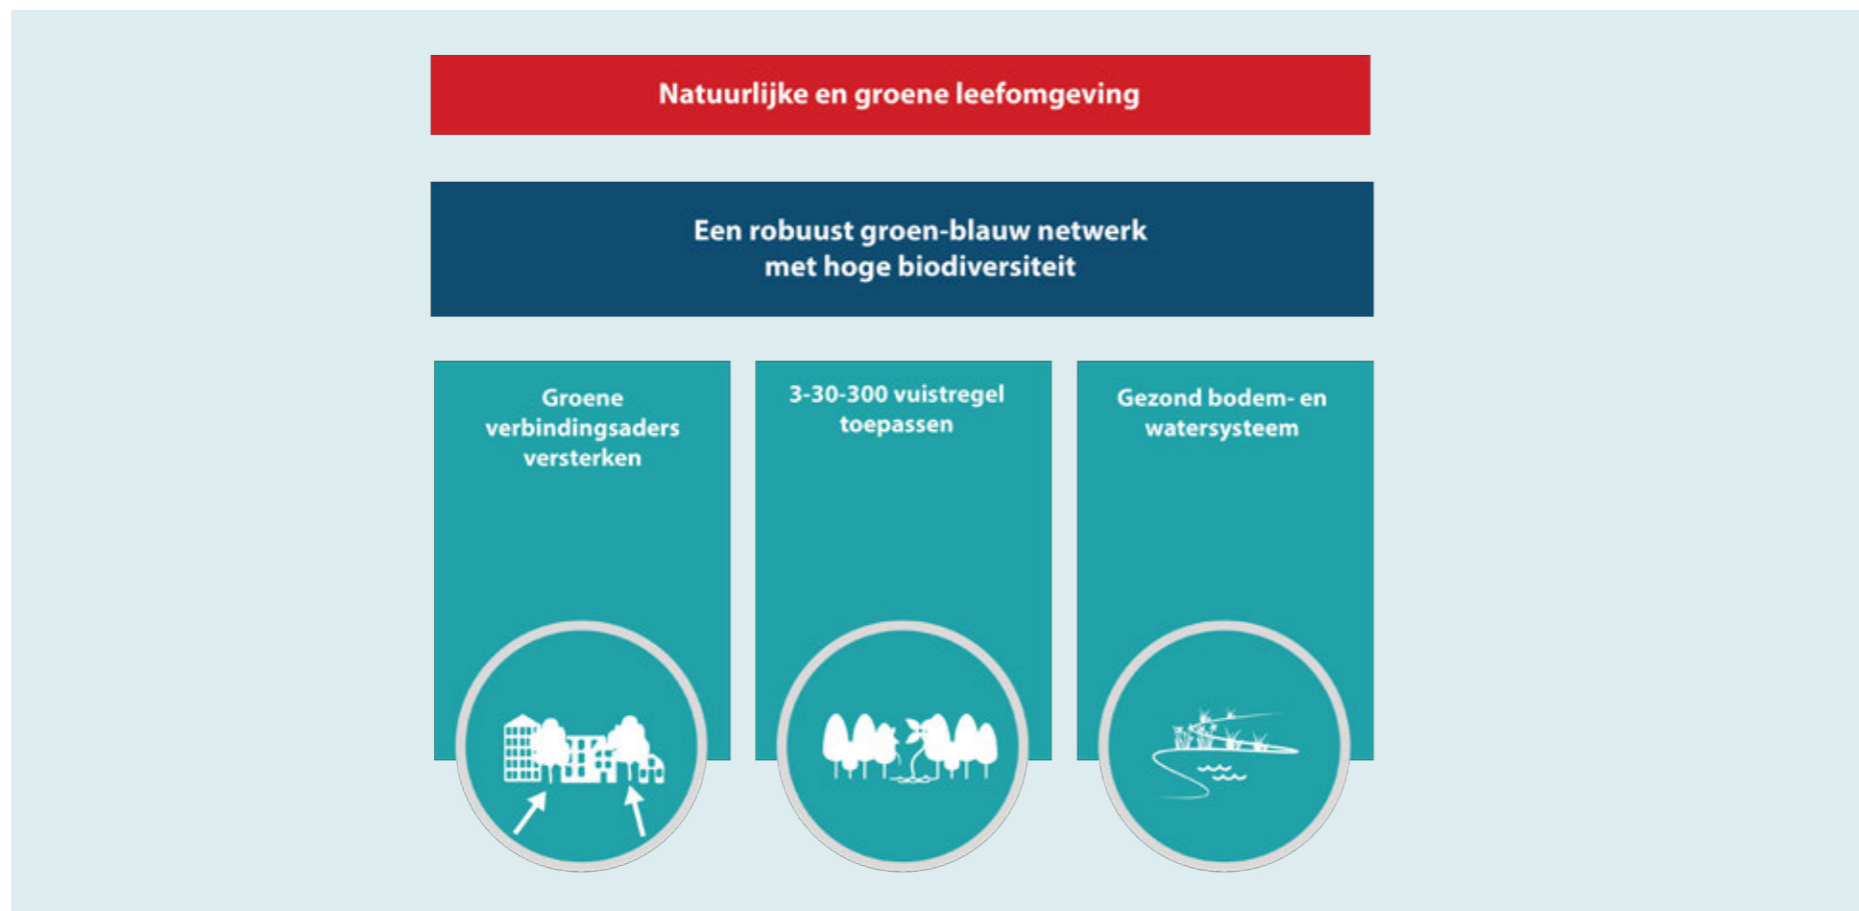 Natuurlijke en groene leefomgeving
Een robuust groen-blauw netwerk
met hoge biodiversiteit
Groene
verbindingsaders
versterken
3-30-300 vuistregel
toepassen
Gezond bodem- en
watersysteem